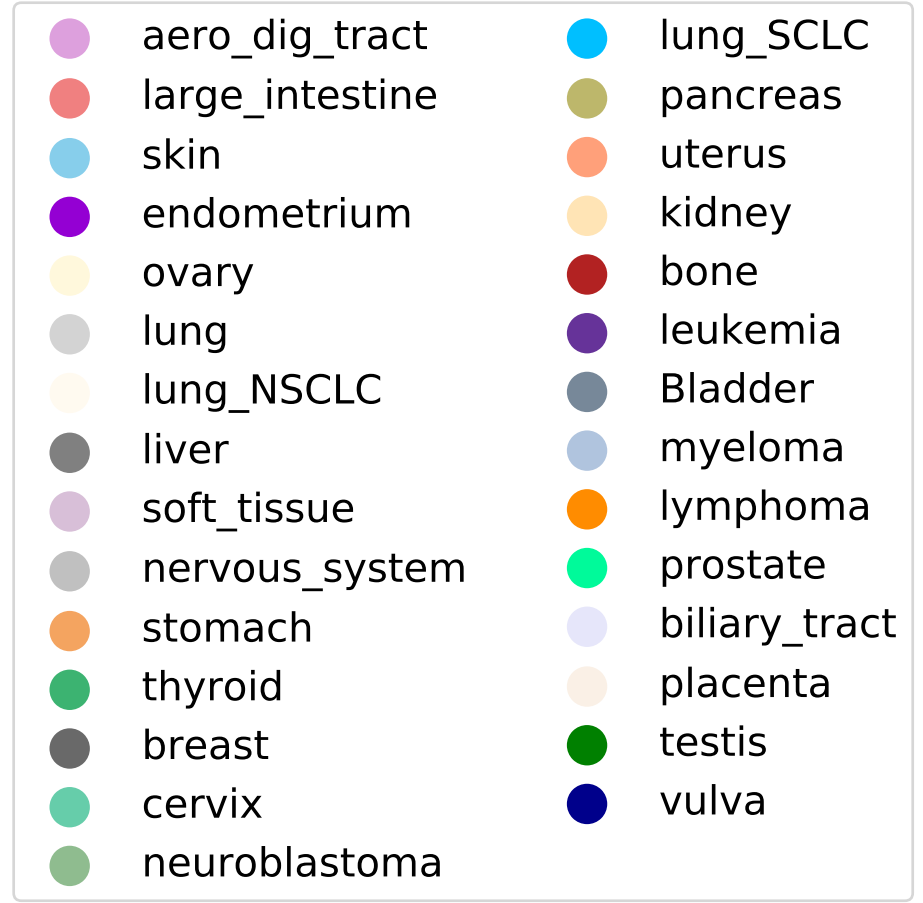 aero_dig_tract
large_intestine
skin
endometrium
ovary
lung
lung_NSCLC
liver
soft_tissue
nervous_system
stomach
thyroid
breast
cervix
neuroblastoma
lung_SCLC
pancreas
uterus
kidney
bone
leukemia
Bladder
myeloma
lymphoma
prostate
biliary_tract
placenta
testis
vulva